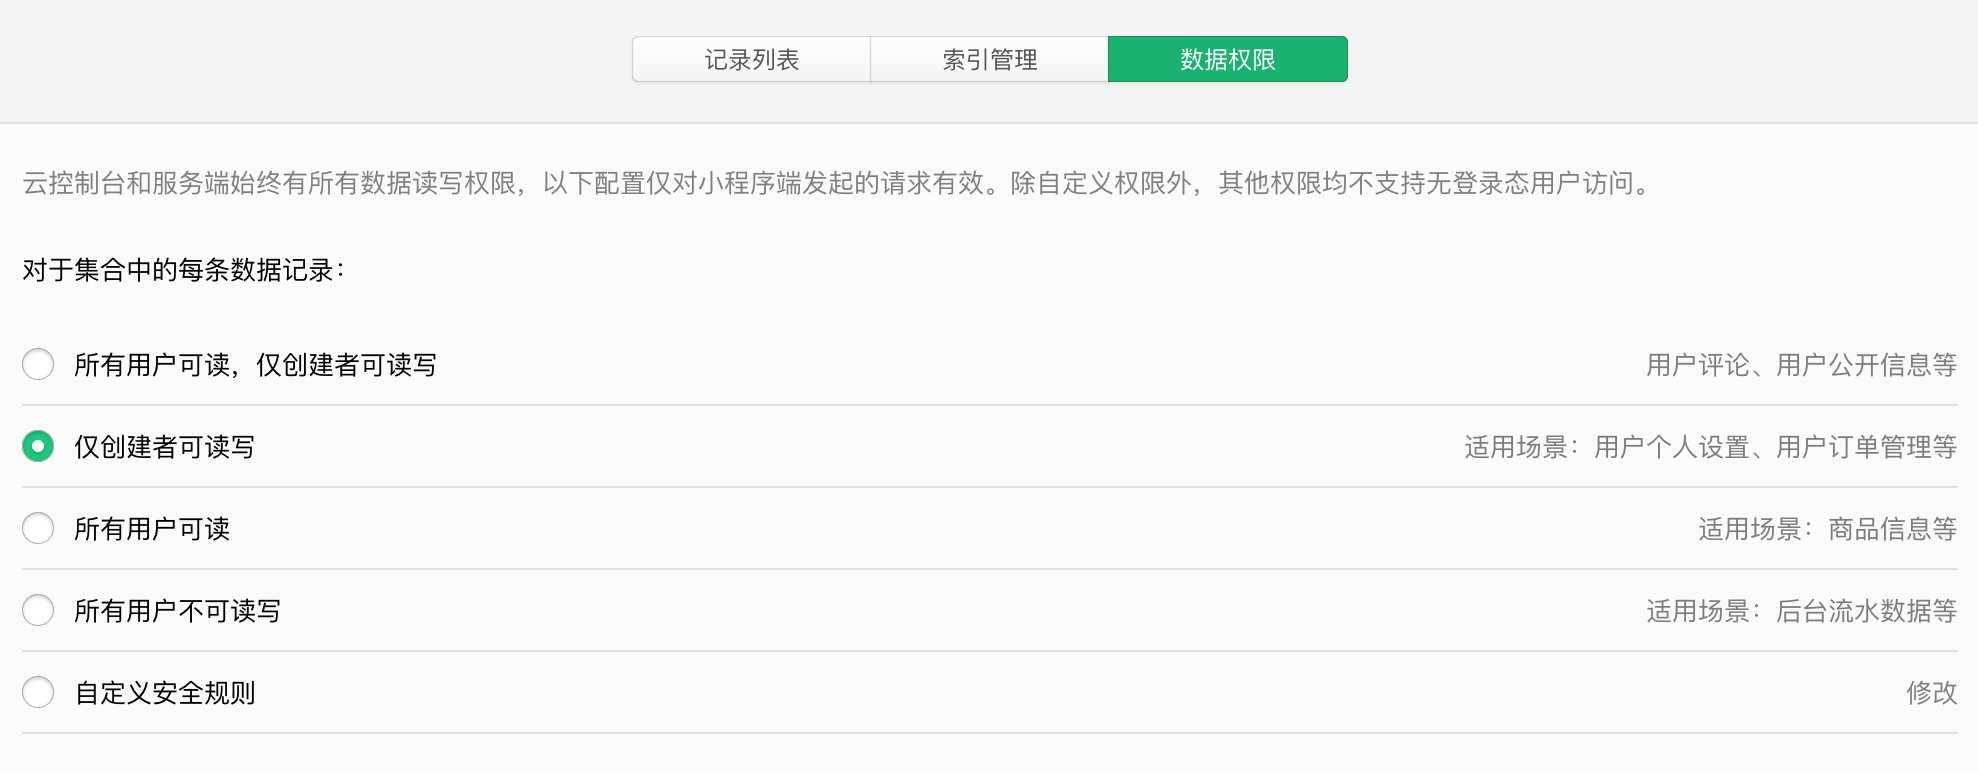 记录列表 索引管理 数据权限
云控制台和服务端始终有所有数据读写权限，以下配置仅对小程序端发起的请求有效。除自定义权限外，其他权限均不支持无登录态用户访问。
对于集合中的每条数据记录：
所有用户可读，仅创建者可读写 用户评论、用户公开信息等
仅创建者可读写 适用场景：用户个人设置、用户订单管理等
所有用户可读 适用场景：商品信息等
所有用户不可读写 适用场景：后台流水数据等
自定义安全规则 修改